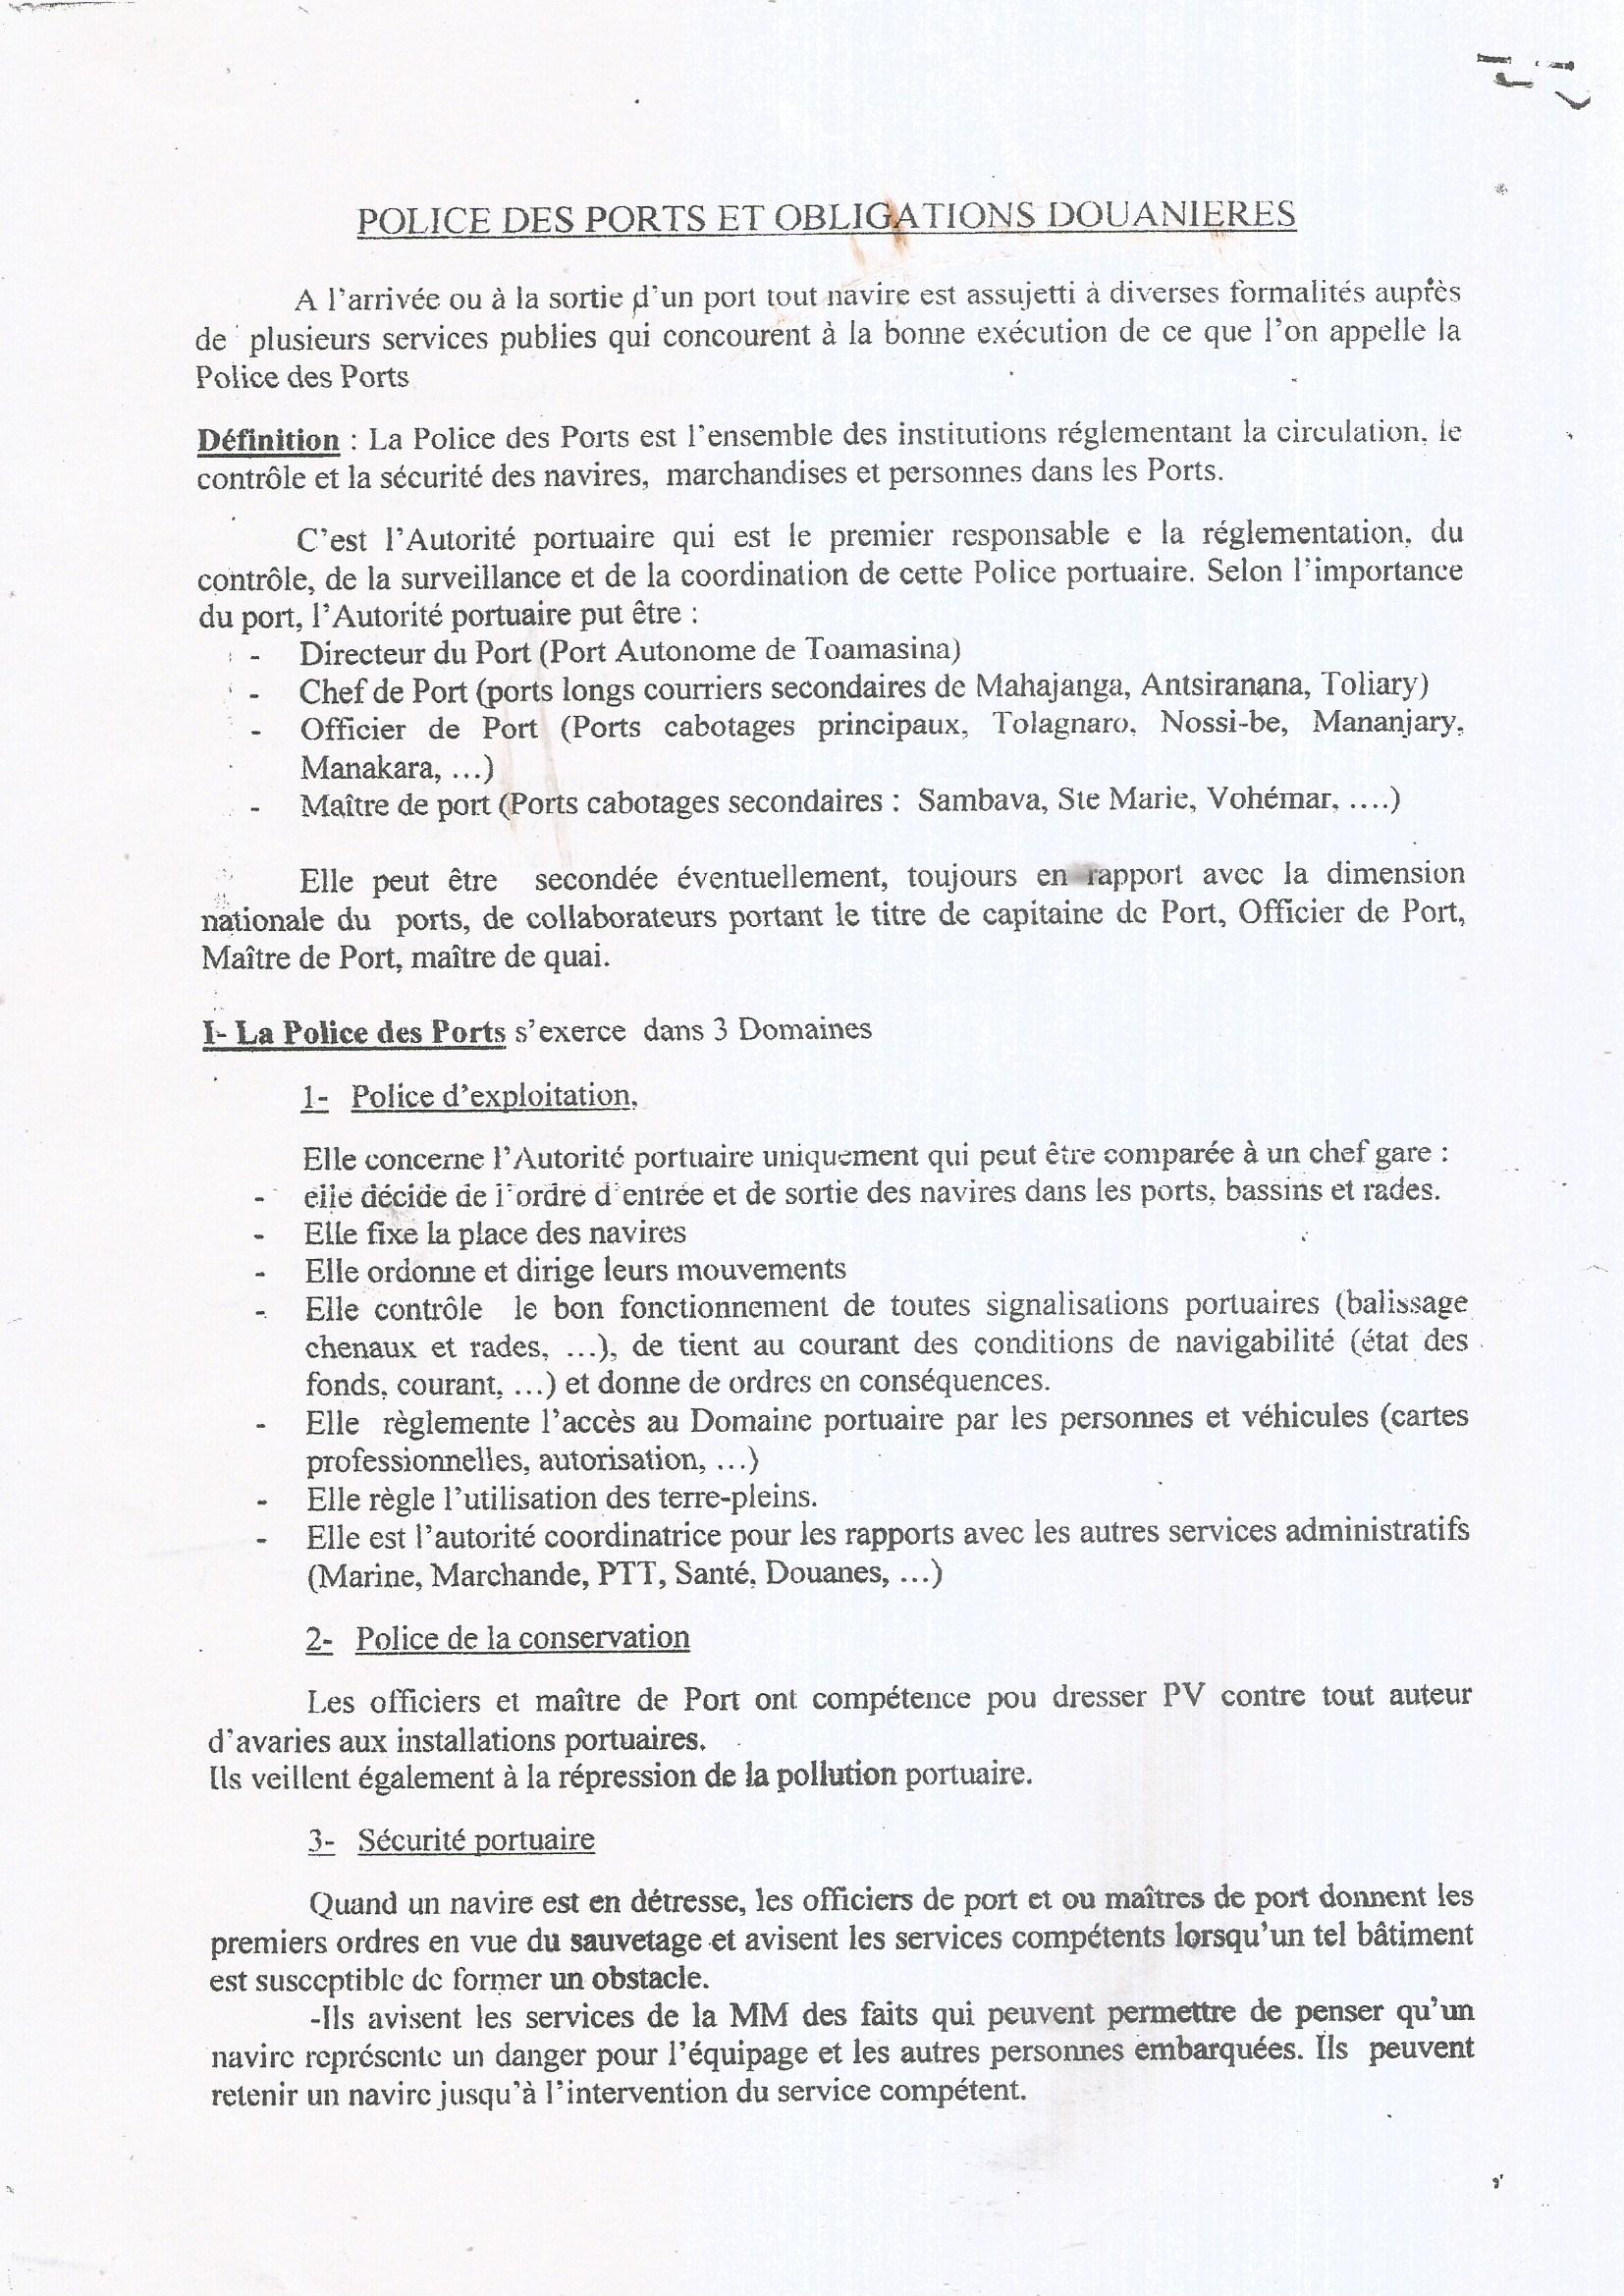 POLICE DES PORTS ET OBLIGATIONS DOUANIERES
A l'arrivée ou à la sortie d'un port tout navire est assujetti à diverses formalités auprès
de plusieurs services publies qui concourent à la bonne exécution de ce que l'on appelle la
Police des Ports
Définition : La Police des Ports est l'ensemble des institutions réglementant la circulation, le
contrôle et la sécurité des navires, marchandises et personnes dans les Ports.
C'est l'Autorité portuaire qui est le premier responsable e la réglementation, du
contrôle, de la surveillance et de la coordination de cette Police portuaire. Selon l'importance
du port, l'Autorité portuaire put être :
- Directeur du Port (Port Autonome de Toamasina)
- Chef de Port (ports longs courriers secondaires de Mahajanga, Antsiranana, Toliary)
- Officier de Port (Ports cabotages principaux, Tolagnaro, Nossi-be, Mananjary,
Manakara, ...)
- Maître de port (Ports cabotages secondaires : Sambava, Ste Marie, Vohémar, ....)
Elle peut être secondée éventuellement, toujours en rapport avec la dimension
nationale du ports, de collaborateurs portant le titre de capitaine de Port, Officier de Port,
Maître de Port, maître de quai.
I- La Police des Ports s'exerce dans 3 Domaines
1- Police d'exploitation,
Elle concerne l'Autorité portuaire uniquement qui peut être comparée à un chef gare :
- elle décide de l'ordre d'entrée et de sortie des navires dans les ports, bassins et rades.
- Elle fixe la place des navires
- Elle ordonne et dirige leurs mouvements
- Elle contrôle le bon fonctionnement de toutes signalisations portuaires (balissage
chenaux et rades, ...), de tient au courant des conditions de navigabilité (état des
fonds, courant, ...) et donne de ordres en conséquences.
- Elle règlemente l'accès au Domaine portuaire par les personnes et véhicules (cartes
professionnelles, autorisation, ...)
- Elle règle l'utilisation des terre-pleins.
- Elle est l'autorité coordinatrice pour les rapports avec les autres services administratifs
(Marine, Marchande, PTT, Santé, Douanes, ...)
2- Police de la conservation
Les officiers et maître de Port ont compétence pou dresser PV contre tout auteur
d'avaries aux installations portuaires.
Ils veillent également à la répression de la pollution portuaire.
3- Sécurité portuaire
Quand un navire est en détresse, les officiers de port et ou maîtres de port donnent les
premiers ordres en vue du sauvetage et avisent les services compétents lorsqu'un tel bâtiment
est susceptible de former un obstacle.
-Ils avisent les services de la MM des faits qui peuvent permettre de penser qu'un
navire représente un danger pour l'équipage et les autres personnes embarquées. Ils peuvent
retenir un navire jusqu'à l'intervention du service compétent.